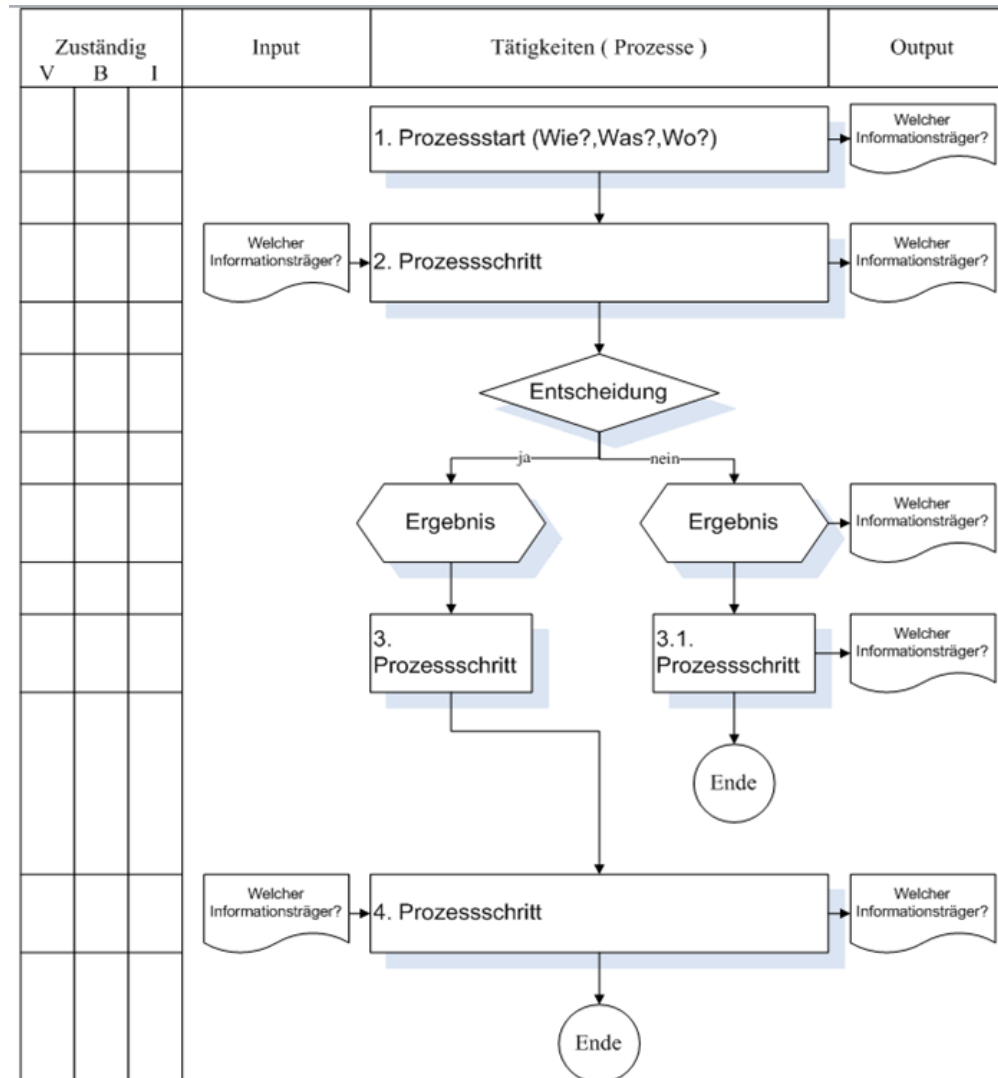 Zuständig
V B I
Input
Tätigkeiten ( Prozesse )
Output
1. Prozessstart (Wie?,Was?,Wo?)
Welcher
Informationsträger?
Welcher
Informationsträger?
2. Prozessschritt
Welcher
Informationsträger?
Entscheidung
ja
nein
Ergebnis
Ergebnis
Welcher
Informationsträger?
3.
Prozessschritt
3.1.
Prozessschritt
Welcher
Informationsträger?
Ende
Welcher
Informationsträger?
4. Prozessschritt
Welcher
Informationsträger?
Ende